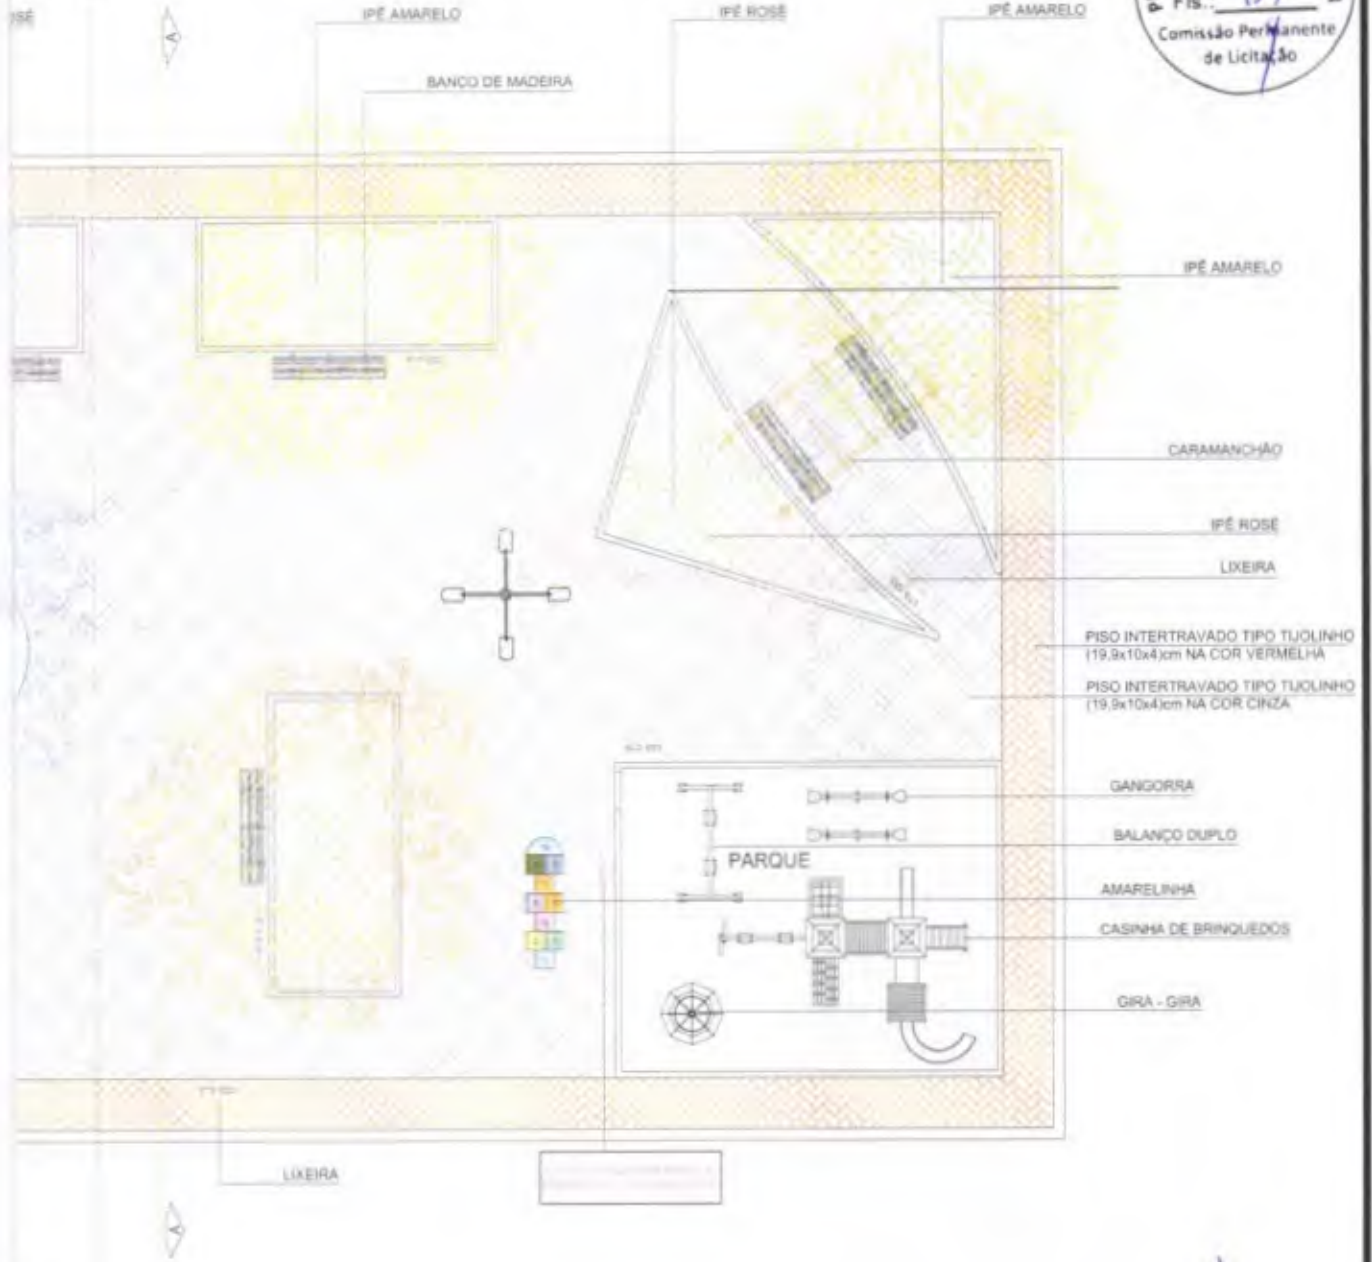 IPÊ AMARELO
IPÊ ROSÉ
IPÊ AMARELO
Comissão Permanente
de Licitação
A
BANCO DE MADEIRA
IPÊ AMARELO
CARAMANCHÃO
IPÊ ROSÉ
LIXEIRA
PISO INTERTRAVADO TIPO TIJOLINHO
(19,9x10x4)cm NA COR VERMELHA
PISO INTERTRAVADO TIPO TIJOLINHO
(19,9x10x4)cm NA COR CINZA
GANGORRA
BALANÇO DUPLO
PARQUE
AMARELINHA
CASINHA DE BRINQUEDOS
GIRA - GIRA
LIXEIRA
A